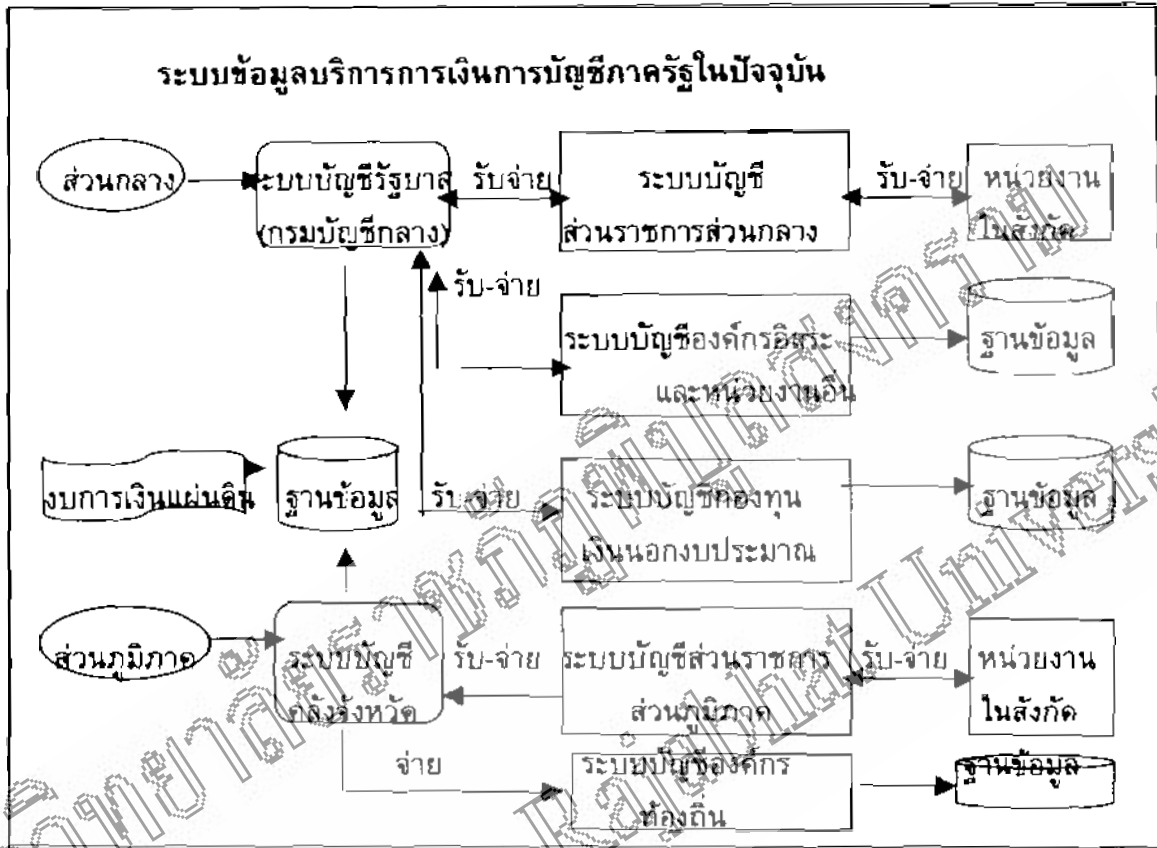 ระบบข้อมูลบริการการเงินการบัญชีภาครัฐในปัจจุบัน
ส่วนกลาง
ระบบบัญชีรัฐบาล
(กรมบัญชีกลาง)
รับจ่าย
ระบบบัญชี
ส่วนราชการส่วนกลาง
รับ-จ่าย
หน่วยงาน
ในสังกัด
รับ-จ่าย
ระบบบัญชีองค์กรอิสระ
และหน่วยงานอื่น
ฐานข้อมูล
งบการเงินแผ่นดิน
ฐานข้อมูล
รับ-จ่าย
ระบบบัญชีกองทุน
เงินนอกงบประมาณ
ฐานข้อมูล
ส่วนภูมิภาค
ระบบบัญชี
คลังจังหวัด
รับ-จ่าย
ระบบบัญชีส่วนราชการ
ส่วนภูมิภาค
รับ-จ่าย
หน่วยงาน
ในสังกัด
จ่าย
ระบบบัญชีองค์กร
ท้องถิ่น
ฐานข้อมูล
Rajabhat